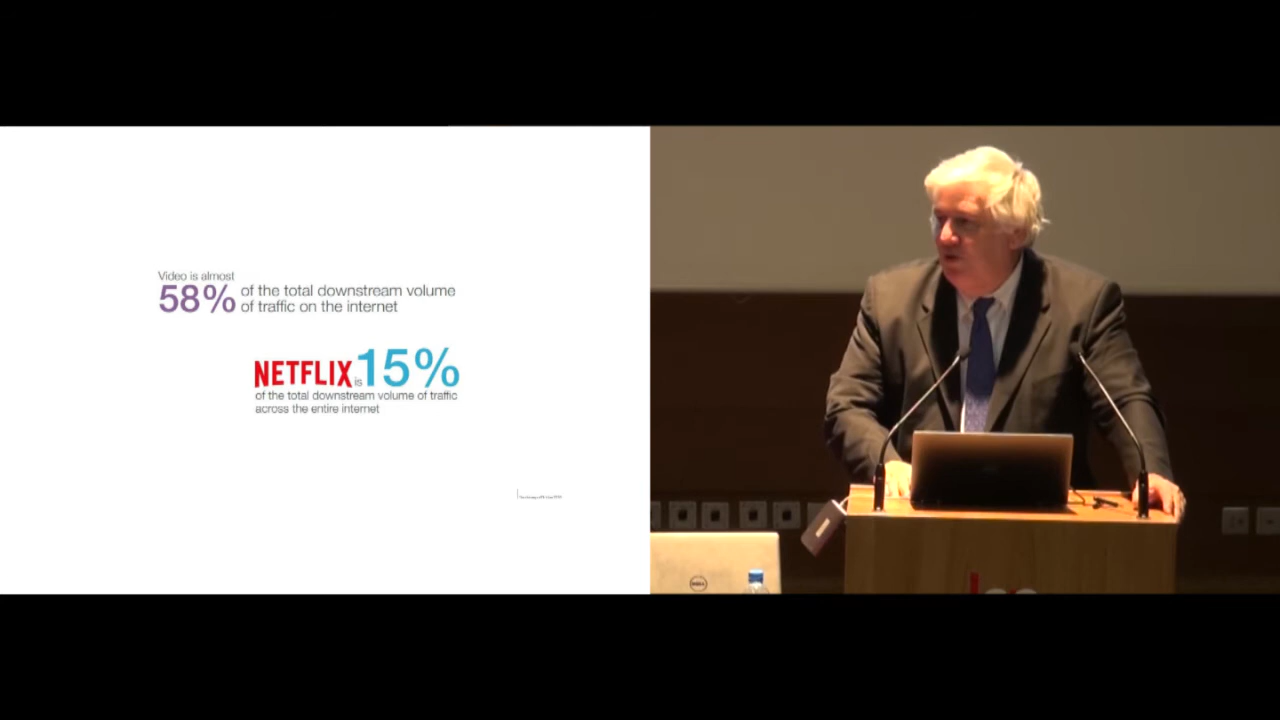 Video is almost
58% of the total downstream volume
of traffic on the internet
NETFLIX is 15%
of the total downstream volume of traffic
across the entire internet
DELL